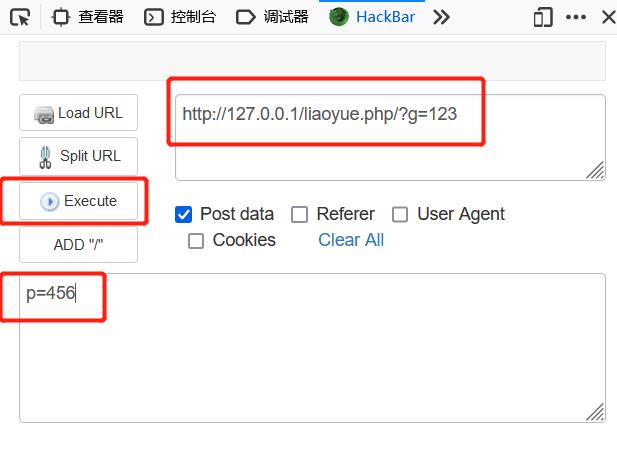 查看器 控制台 调试器 HackBar
Load URL
http://127.0.0.1/liaoyue.php/?g=123
Split URL
Execute
Post data Referer User Agent
ADD "/"
Cookies Clear All
p=456